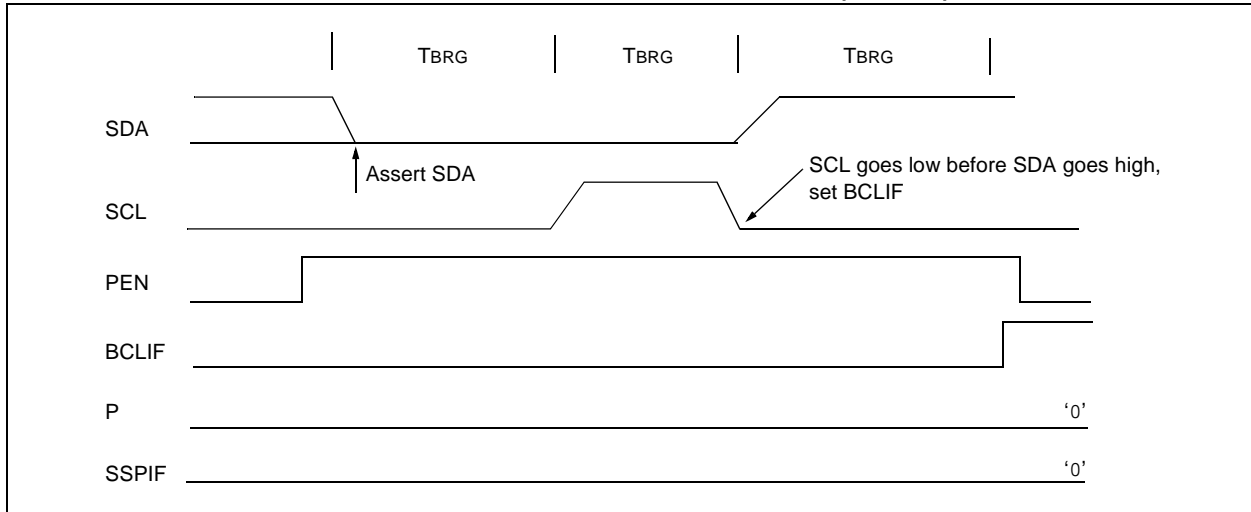 TBRG TBRG TBRG
SDA
Assert SDA
SCL goes low before SDA goes high,
set BCLIF
SCL
PEN
BCLIF
P ‘0’
SSPIF ‘0’